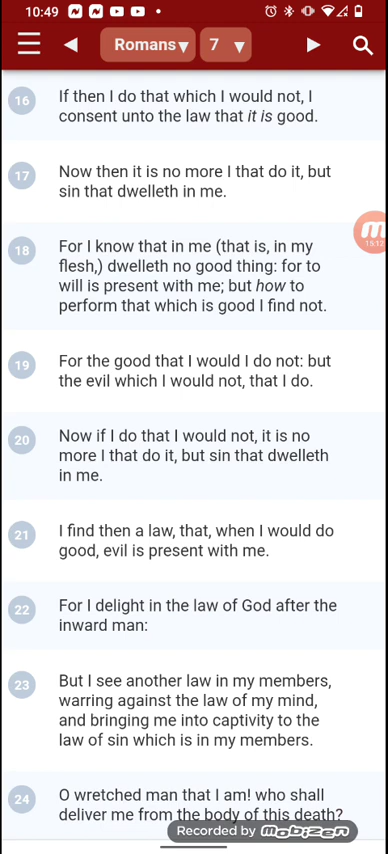 10:49
Romans 7
16 If then I do that which I would not, I
consent unto the law that it is good.
17 Now then it is no more I that do it, but
sin that dwelleth in me.
18 For I know that in me (that is, in my
flesh,) dwelleth no good thing: for to
will is present with me; but how to
perform that which is good I find not.
19 For the good that I would I do not: but
the evil which I would not, that I do.
20 Now if I do that I would not, it is no
more I that do it, but sin that dwelleth
in me.
21 I find then a law, that, when I would do
good, evil is present with me.
22 For I delight in the law of God after the
inward man:
23 But I see another law in my members,
warring against the law of my mind,
and bringing me into captivity to the
law of sin which is in my members.
24 O wretched man that I am! who shall
deliver me from the body of this death?
Recorded by Mobizen
m
15:12